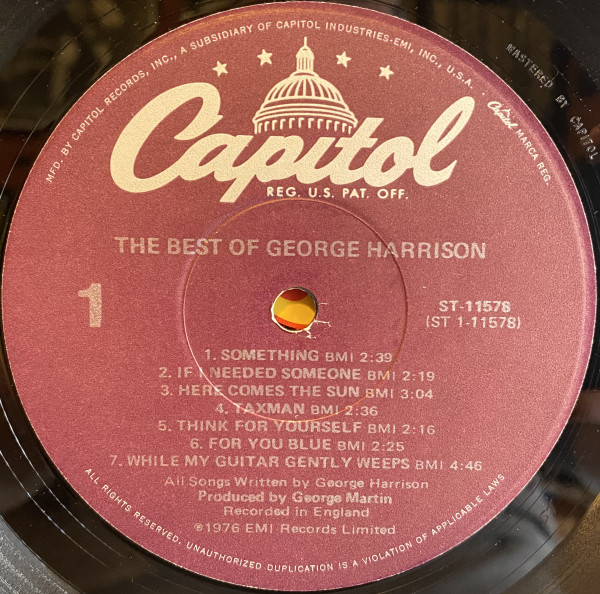 MFD. BY CAPITOL RECORDS, INC., A SUBSIDIARY OF CAPITOL INDUSTRIES-EMI, INC., U.S.A. · Capitol MARCA REG.
MASTERED BY CAPITOL
Capitol
REG. U.S. PAT. OFF.
THE BEST OF GEORGE HARRISON
1
ST-11578
(ST 1-11578)
1. SOMETHING BMI 2:39
2. IF I NEEDED SOMEONE BMI 2:19
3. HERE COMES THE SUN BMI 3:04
4. TAXMAN BMI 2:36
5. THINK FOR YOURSELF BMI 2:16
6. FOR YOU BLUE BMI 2:25
7. WHILE MY GUITAR GENTLY WEEPS BMI 4:46
All Songs Written by George Harrison
Produced by George Martin
Recorded in England
℗1976 EMI Records Limited
ALL RIGHTS RESERVED. UNAUTHORIZED DUPLICATION IS A VIOLATION OF APPLICABLE LAWS